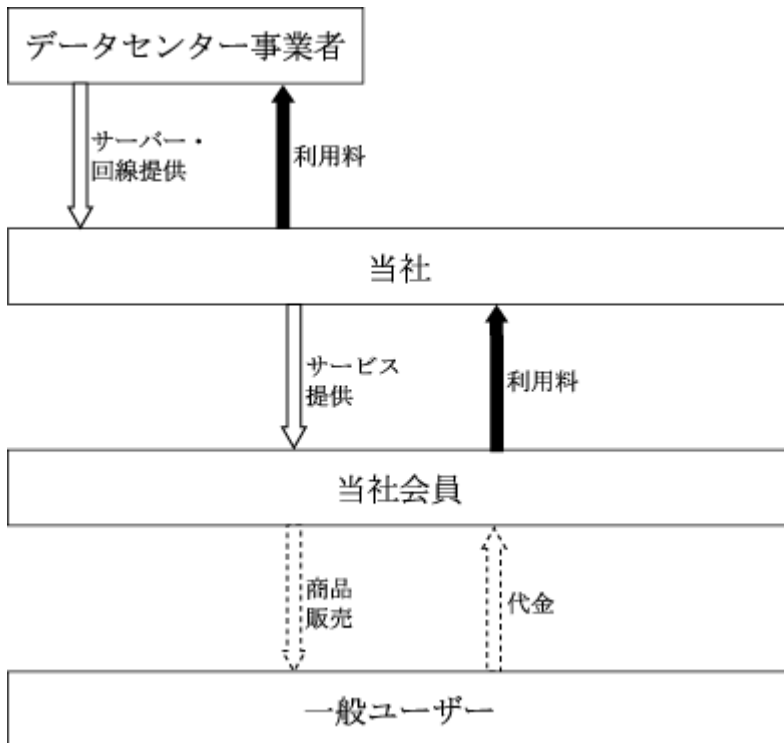 データセンター事業者
サーバー・
回線提供
利用料
当社
サービス
提供
利用料
当社会員
商品
販売
代金
一般ユーザー